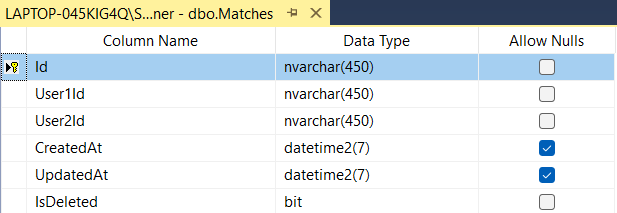 LAPTOP-045KIG4Q\S...ner - dbo.Matches
Column Name Data Type Allow Nulls
Id nvarchar(450)
User1Id nvarchar(450)
User2Id nvarchar(450)
CreatedAt datetime2(7)
UpdatedAt datetime2(7)
IsDeleted bit